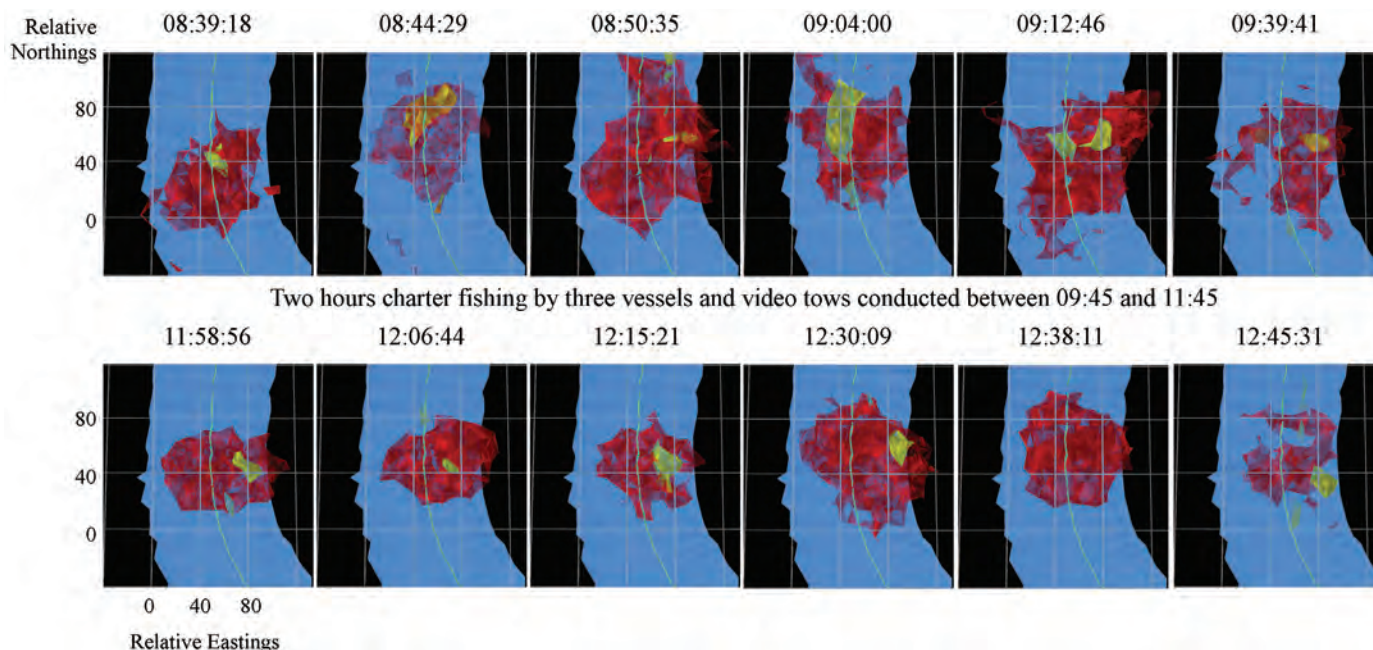 Relative Northings
08:39:18 08:44:29 08:50:35 09:04:00 09:12:46 09:39:41
80
40
0
Two hours charter fishing by three vessels and video tows conducted between 09:45 and 11:45
11:58:56 12:06:44 12:15:21 12:30:09 12:38:11 12:45:31
80
40
0
0 40 80
Relative Eastings